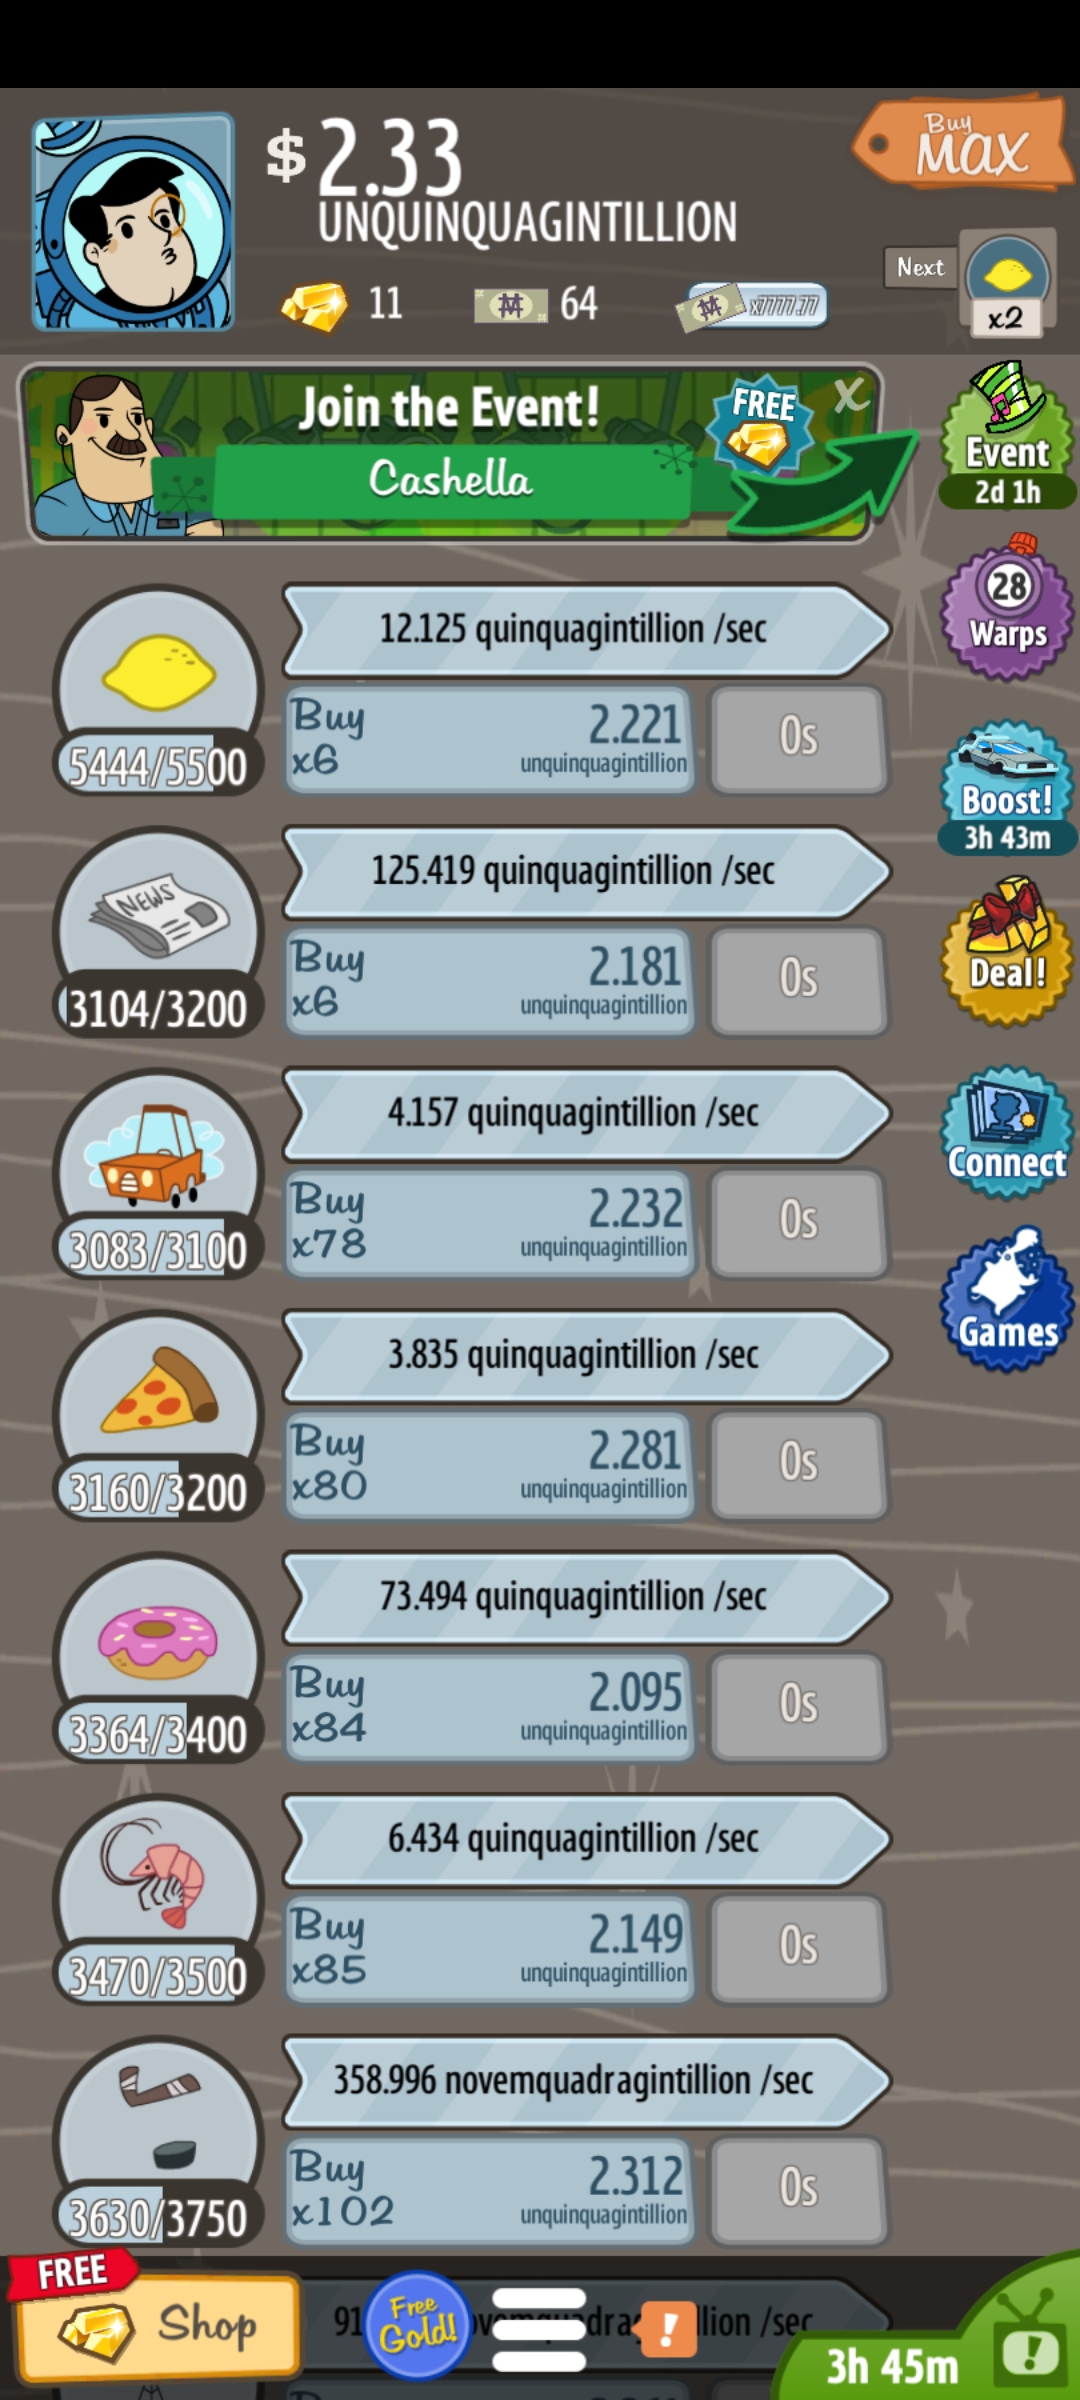 $ 2.33
UNQUINQUAGINTILLION
Buy
MAX
11
64
x7777.77
Next
x2
Join the Event!
Cashella
FREE
X
Event
2d 1h
28
Warps
12.125 quinquagintillion /sec
5444/5500
Buy
x6
2.221
unquinquagintillion
0s
Boost!
3h 43m
NEWS
125.419 quinquagintillion /sec
3104/3200
Buy
x6
2.181
unquinquagintillion
0s
Deal!
4.157 quinquagintillion /sec
3083/3100
Buy
x78
2.232
unquinquagintillion
0s
Connect
3.835 quinquagintillion /sec
3160/3200
Buy
x80
2.281
unquinquagintillion
0s
Games
73.494 quinquagintillion /sec
3364/3400
Buy
x84
2.095
unquinquagintillion
0s
6.434 quinquagintillion /sec
3470/3500
Buy
x85
2.149
unquinquagintillion
0s
358.996 novemquadragintillion /sec
3630/3750
Buy
x102
2.312
unquinquagintillion
0s
FREE
Shop
Free
Gold!
/sec
!
3h 45m
!